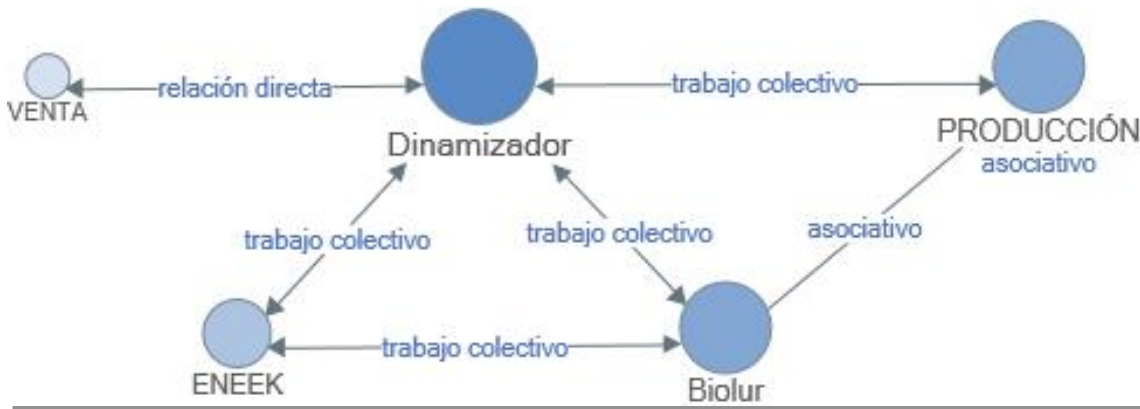 relación directa
trabajo colectivo
VENTA
Dinamizador
PRODUCCIÓN
asociativo
trabajo colectivo
trabajo colectivo
asociativo
trabajo colectivo
ENEEK
Biolur